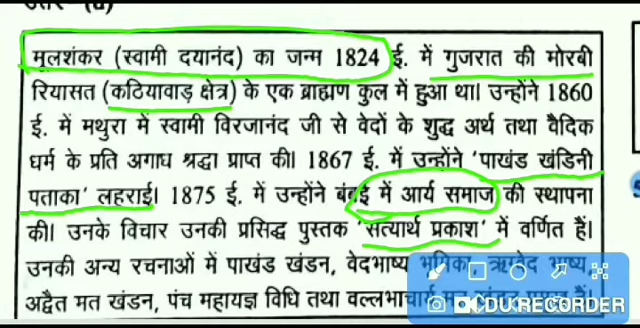 उत्तर (d)
मूलशंकर (स्वामी दयानंद) का जन्म 1824 ई. में गुजरात की मोरबी
रियासत (कठियावाड़ क्षेत्र) के एक ब्राह्मण कुल में हुआ था। उन्होंने 1860
ई. में मथुरा में स्वामी विरजानंद जी से वेदों के शुद्ध अर्थ तथा वैदिक
धर्म के प्रति अगाध श्रद्धा प्राप्त की। 1867 ई. में उन्होंने 'पाखंड खंडिनी
पताका' लहराई। 1875 ई. में उन्होंने बंबई में आर्य समाज की स्थापना
की। उनके विचार उनकी प्रसिद्ध पुस्तक 'सत्यार्थ प्रकाश' में वर्णित हैं।
उनकी अन्य रचनाओं में पाखंड खंडन, वेदभाष्य भूमिका, ऋग्वेद भाष्य,
अद्वैत मत खंडन, पंच महायज्ञ विधि तथा वल्लभाचार्य
DU RECORDER